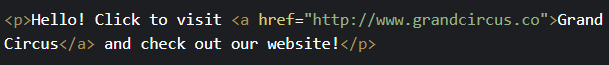 <p>Hello! Click to visit <a href="http://www.grandcircus.co">Grand
Circus</a> and check out our website!</p>